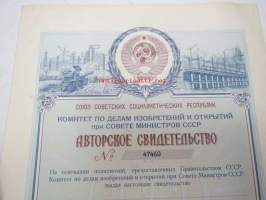 СОЮЗ СОВЕТСКИХ СОЦИАЛИСТИЧЕСКИХ РЕСПУБЛИК
КОМИТЕТ ПО ДЕЛАМ ИЗОБРЕТЕНИЙ И ОТКРЫТИЙ
при СОВЕТЕ МИНИСТРОВ СССР
АВТОРСКОЕ СВИДЕТЕЛЬСТВО
№ 47460
На основании полномочий, предоставленных Правительством СССР,
Комитет по делам изобретений и открытий при Совете Министров СССР
выдал настоящее свидетельство